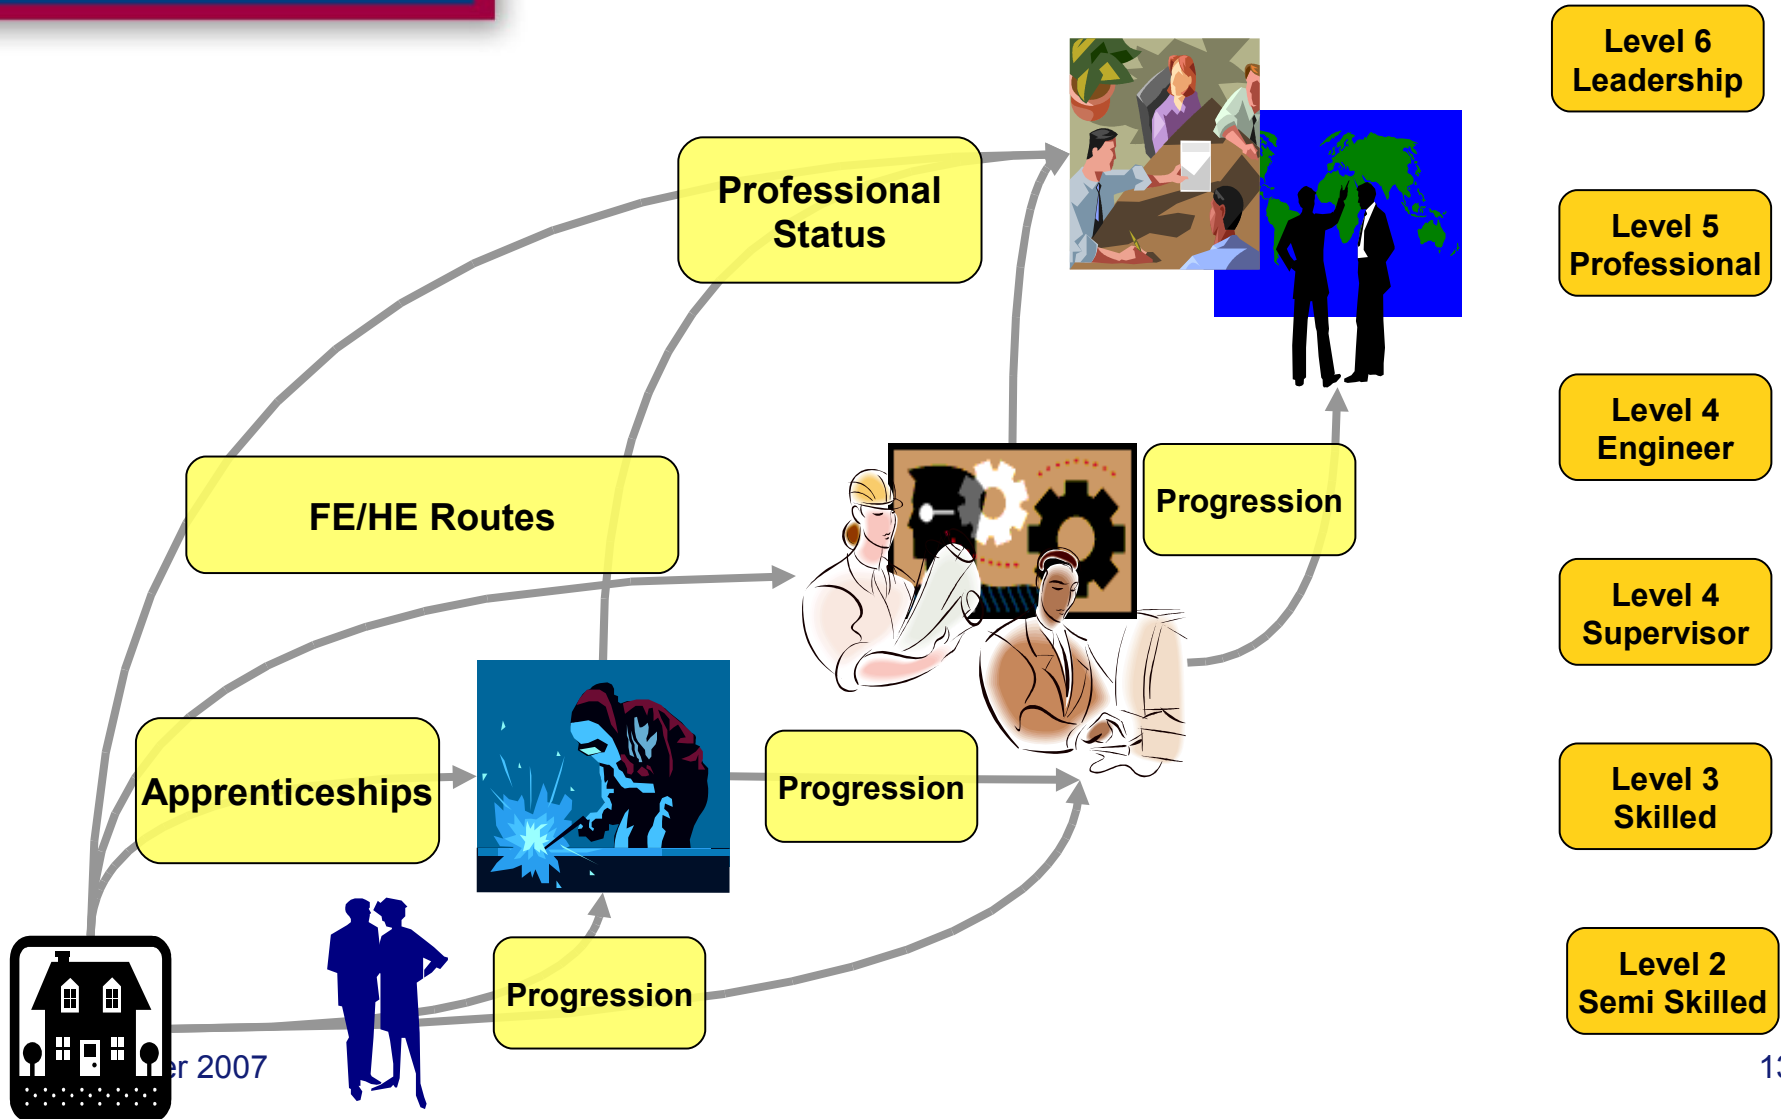 Level 6
Leadership
Professional
Status
Level 5
Professional
Level 4
Engineer
FE/HE Routes
Progression
Level 4
Supervisor
Apprenticeships
Progression
Level 3
Skilled
Progression
Level 2
Semi Skilled
2007